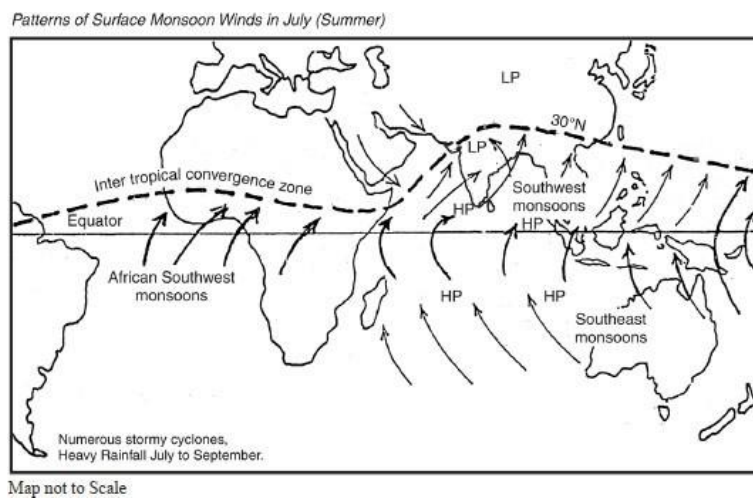 Patterns of Surface Monsoon Winds in July (Summer)
LP
30°N
LP
Inter tropical convergence zone
Southwest
monsoons
HP
HP
Equator
African Southwest
monsoons
HP
HP
Southeast
monsoons
Numerous stormy cyclones,
Heavy Rainfall July to September.
Map not to Scale